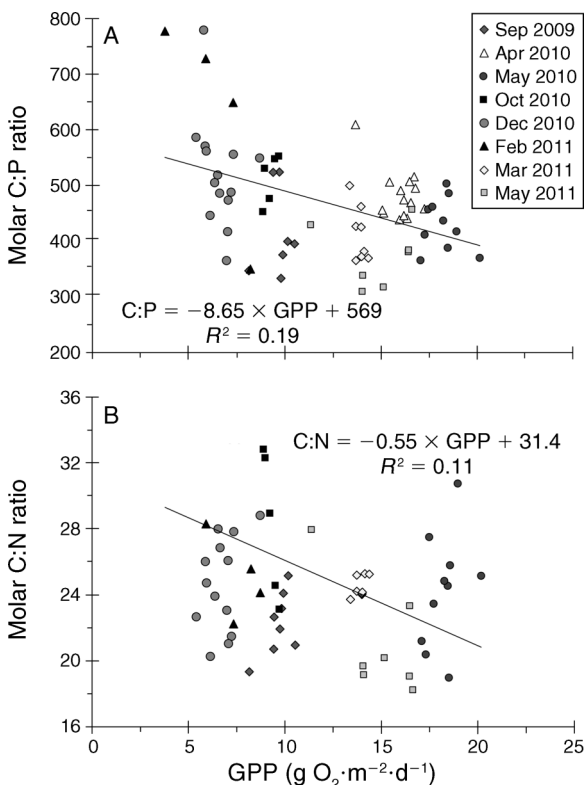 A
Molar C:P ratio
800
700
600
500
400
300
200
Sep 2009
Apr 2010
May 2010
Oct 2010
Dec 2010
Feb 2011
Mar 2011
May 2011
C:P = −8.65 × GPP + 569
R² = 0.19
B
Molar C:N ratio
36
32
28
24
20
16
C:N = −0.55 × GPP + 31.4
R² = 0.11
0 5 10 15 20 25
GPP (g O₂·m⁻²·d⁻¹)